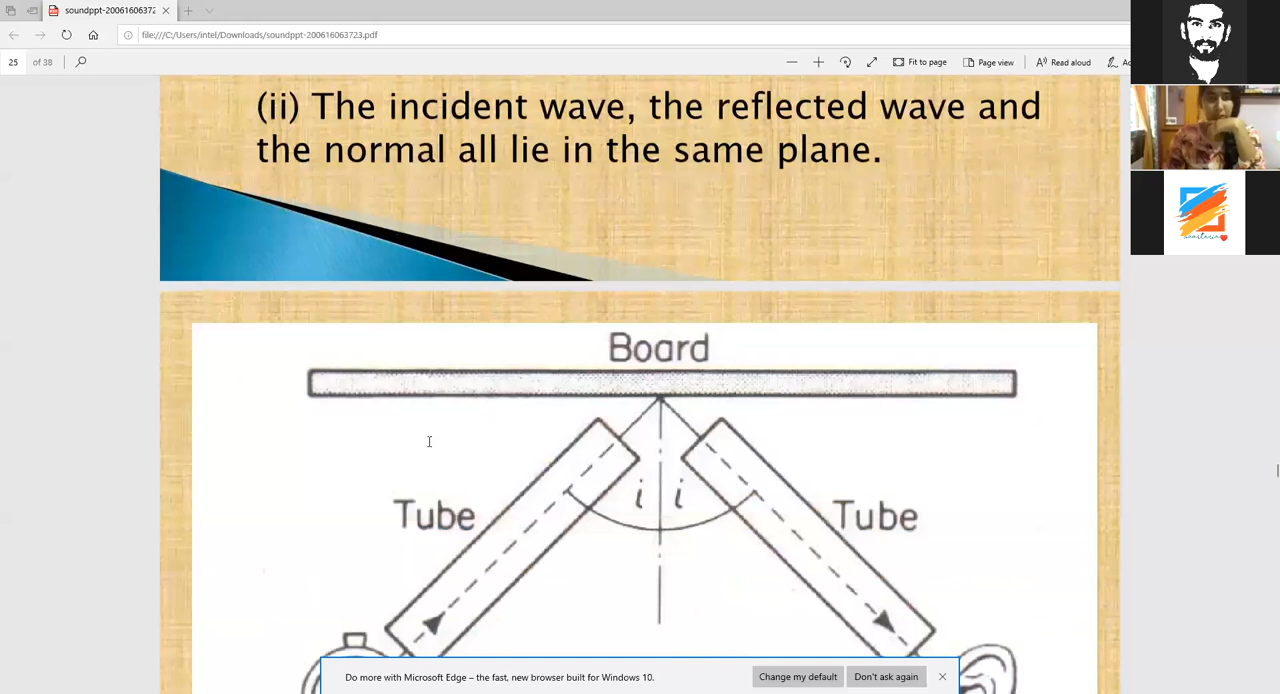 soundppt-20061606372
file:///C:/Users/intel/Downloads/soundppt-200616063723.pdf
25 of 38
Fit to page
Page view
Read aloud
(ii) The incident wave, the reflected wave and
the normal all lie in the same plane.
Board
i i
Tube
Tube
Do more with Microsoft Edge – the fast, new browser built for Windows 10.
Change my default
Don't ask again